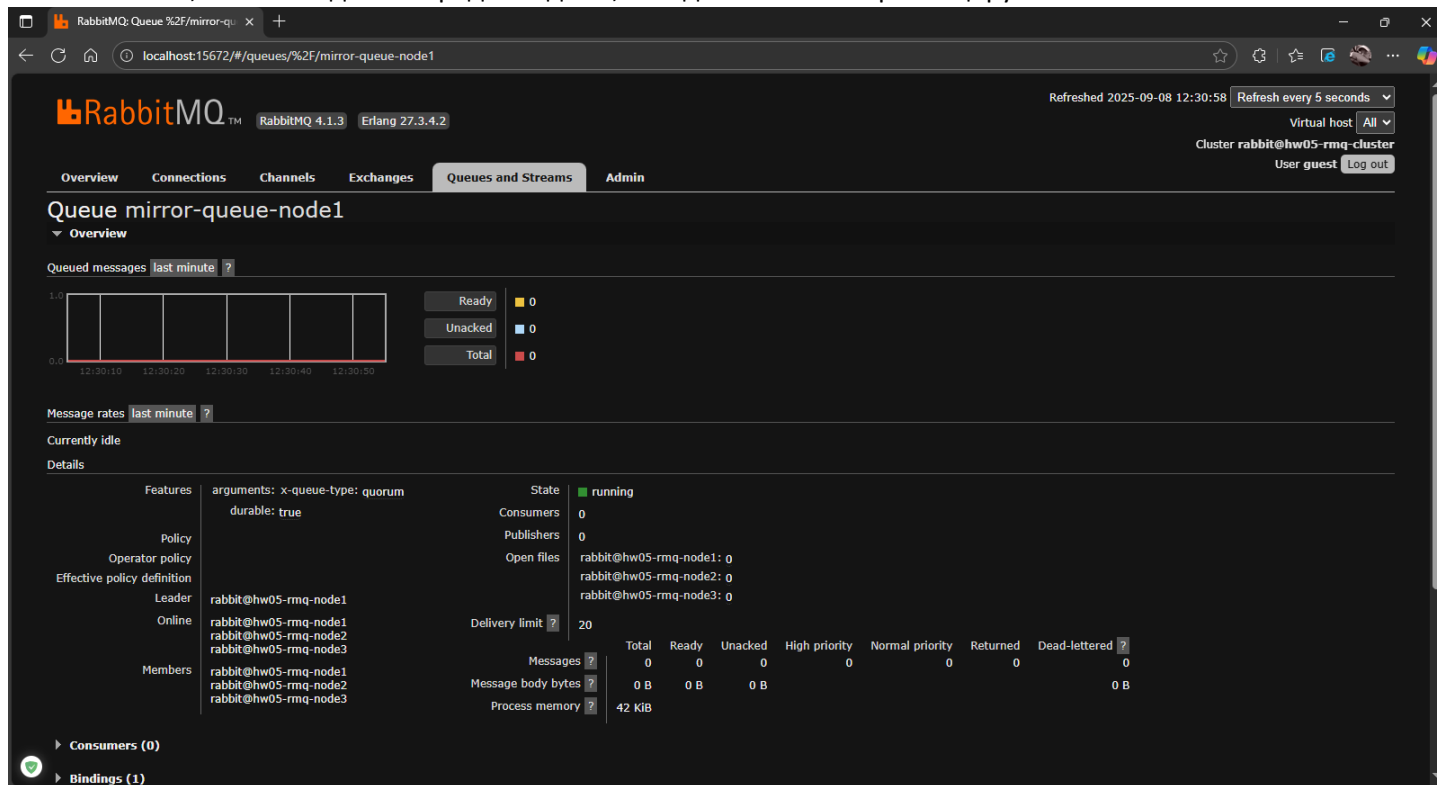 RabbitMQ: Queue %2F/mirror-qu
localhost:15672/#/queues/%2F/mirror-queue-node1
Refreshed 2025-09-08 12:30:58 Refresh every 5 seconds
RabbitMQ TM RabbitMQ 4.1.3 Erlang 27.3.4.2
Virtual host All
Cluster rabbit@hw05-rmq-cluster
User guest Log out
Overview Connections Channels Exchanges Queues and Streams Admin
Queue mirror-queue-node1
Overview
Queued messages last minute ?
1.0
0.0
12:30:10 12:30:20 12:30:30 12:30:40 12:30:50
Ready 0
Unacked 0
Total 0
Message rates last minute ?
Currently idle
Details
Features arguments: x-queue-type: quorum
durable: true
Policy
Operator policy
Effective policy definition
Leader rabbit@hw05-rmq-node1
Online rabbit@hw05-rmq-node1
rabbit@hw05-rmq-node2
rabbit@hw05-rmq-node3
Members rabbit@hw05-rmq-node1
rabbit@hw05-rmq-node2
rabbit@hw05-rmq-node3
State running
Consumers 0
Publishers 0
Open files rabbit@hw05-rmq-node1: 0
rabbit@hw05-rmq-node2: 0
rabbit@hw05-rmq-node3: 0
Delivery limit ? 20
Total Ready Unacked High priority Normal priority Returned Dead-lettered ?
Messages ? 0 0 0 0 0 0 0
Message body bytes ? 0 B 0 B 0 B 0 B
Process memory ? 42 KiB
Consumers (0)
Bindings (1)